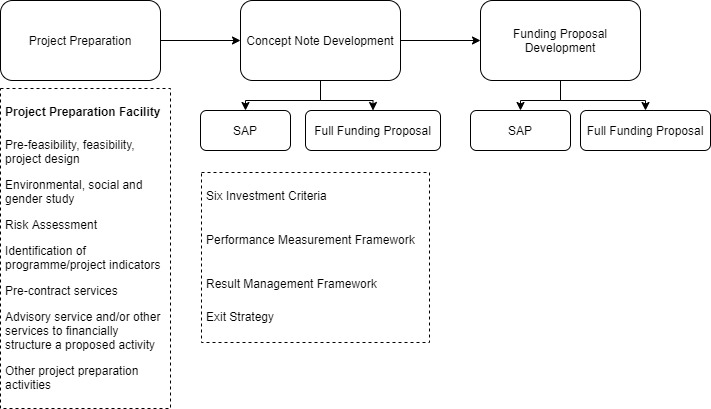 Project Preparation
Concept Note Development
Funding Proposal
Development
SAP
Full Funding Proposal
SAP
Full Funding Proposal
Project Preparation Facility
Pre-feasibility, feasibility,
project design
Environmental, social and
gender study
Risk Assessment
Identification of
programme/project indicators
Pre-contract services
Advisory service and/or other
services to financially
structure a proposed activity
Other project preparation
activities
Six Investment Criteria
Performance Measurement Framework
Result Management Framework
Exit Strategy